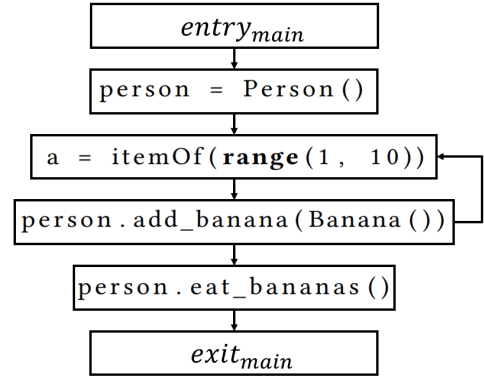 entry_main
person = Person()
a = itemOf(range(1, 10))
person.add_banana(Banana())
person.eat_bananas()
exit_main